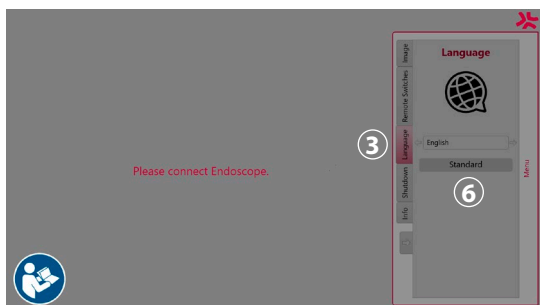 Image
Remote Switches
Language
Shutdown
Info
Language
English
Standard
Menu
3
6
Please connect Endoscope.